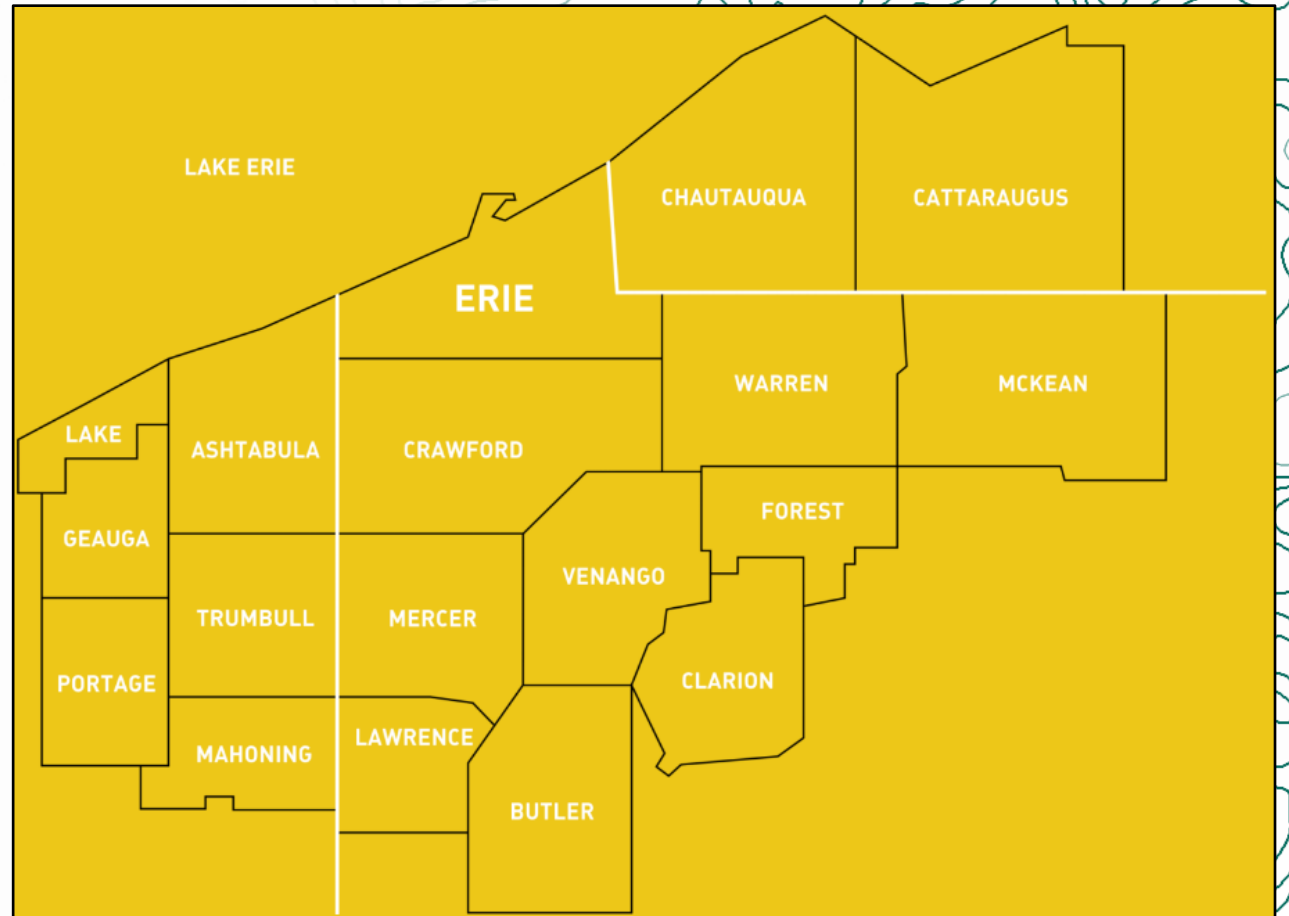 LAKE ERIE
CHAUTAUQUA
CATTARAUGUS
ERIE
WARREN
MCKEAN
LAKE
ASHTABULA
CRAWFORD
FOREST
GEAUGA
VENANGO
TRUMBULL
MERCER
PORTAGE
CLARION
LAWRENCE
MAHONING
BUTLER